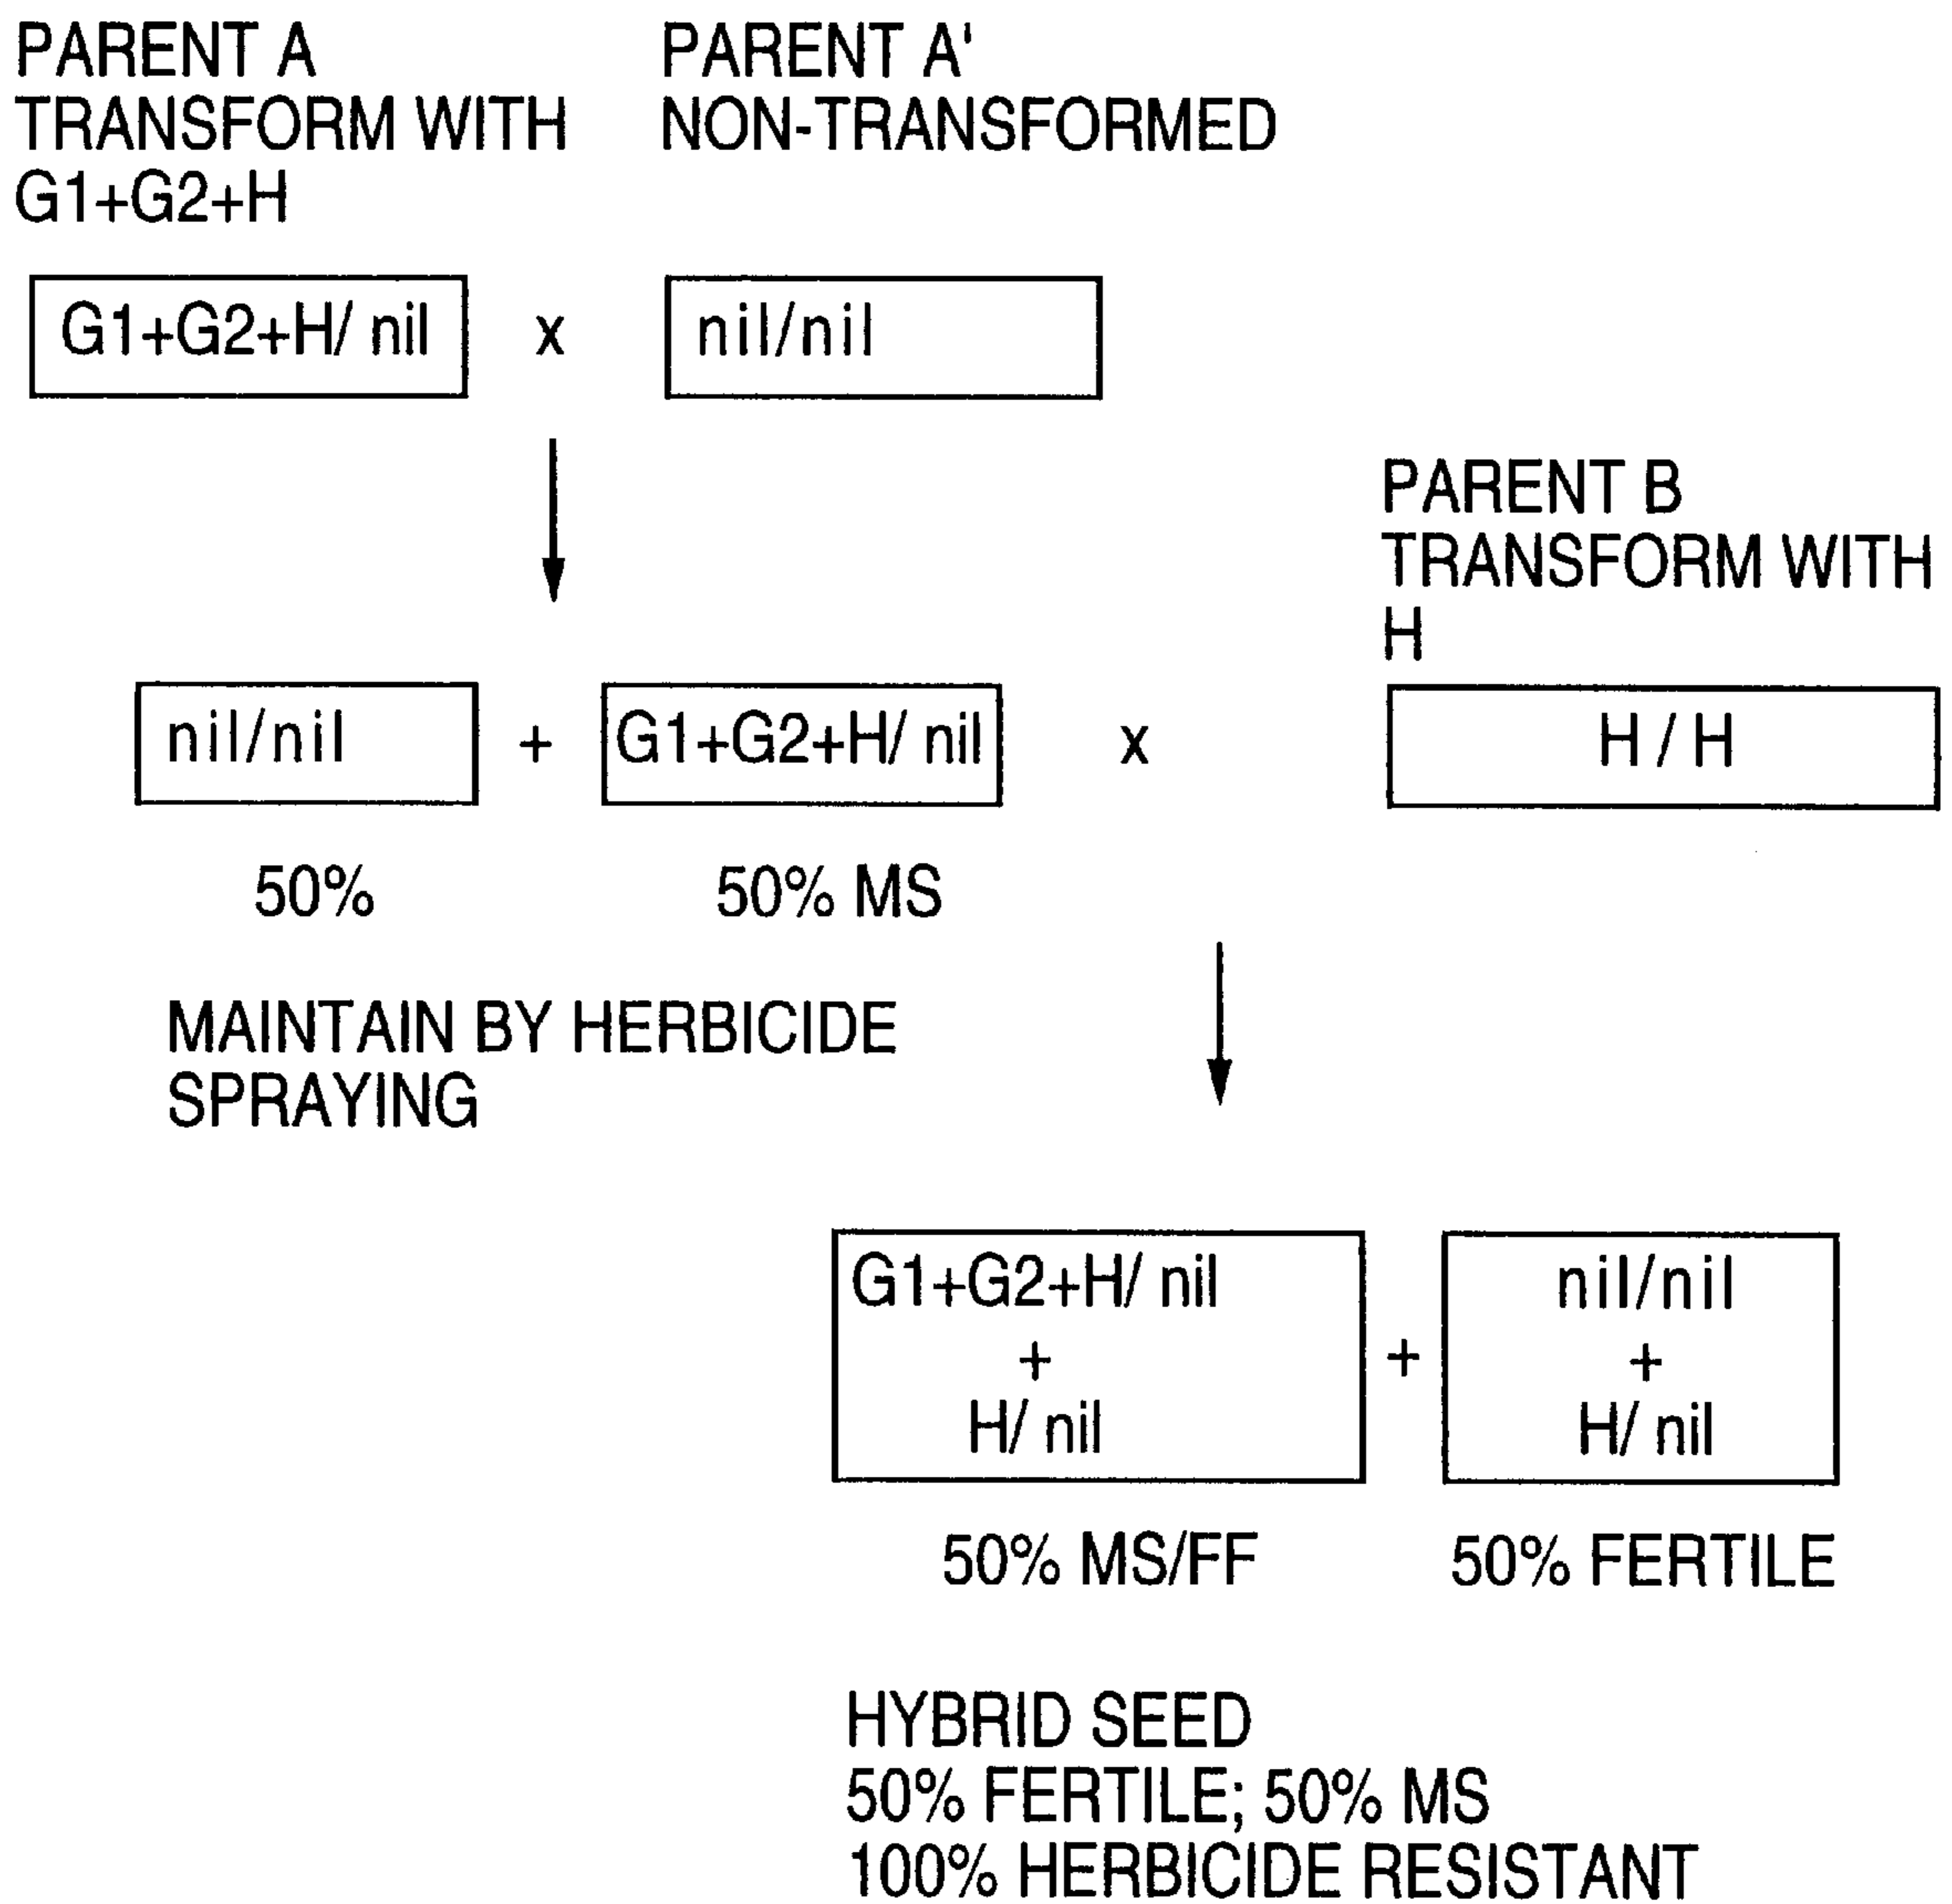 PARENT A
TRANSFORM WITH
G1+G2+H
PARENT A'
NON-TRANSFORMED
G1+G2+H/ nil x nil/nil
PARENT B
TRANSFORM WITH
H
nil/nil + G1+G2+H/ nil x H / H
50% 50% MS
MAINTAIN BY HERBICIDE
SPRAYING
G1+G2+H/ nil
+
H/ nil
+
nil/nil
+
H/ nil
50% MS/FF 50% FERTILE
HYBRID SEED
50% FERTILE; 50% MS
100% HERBICIDE RESISTANT